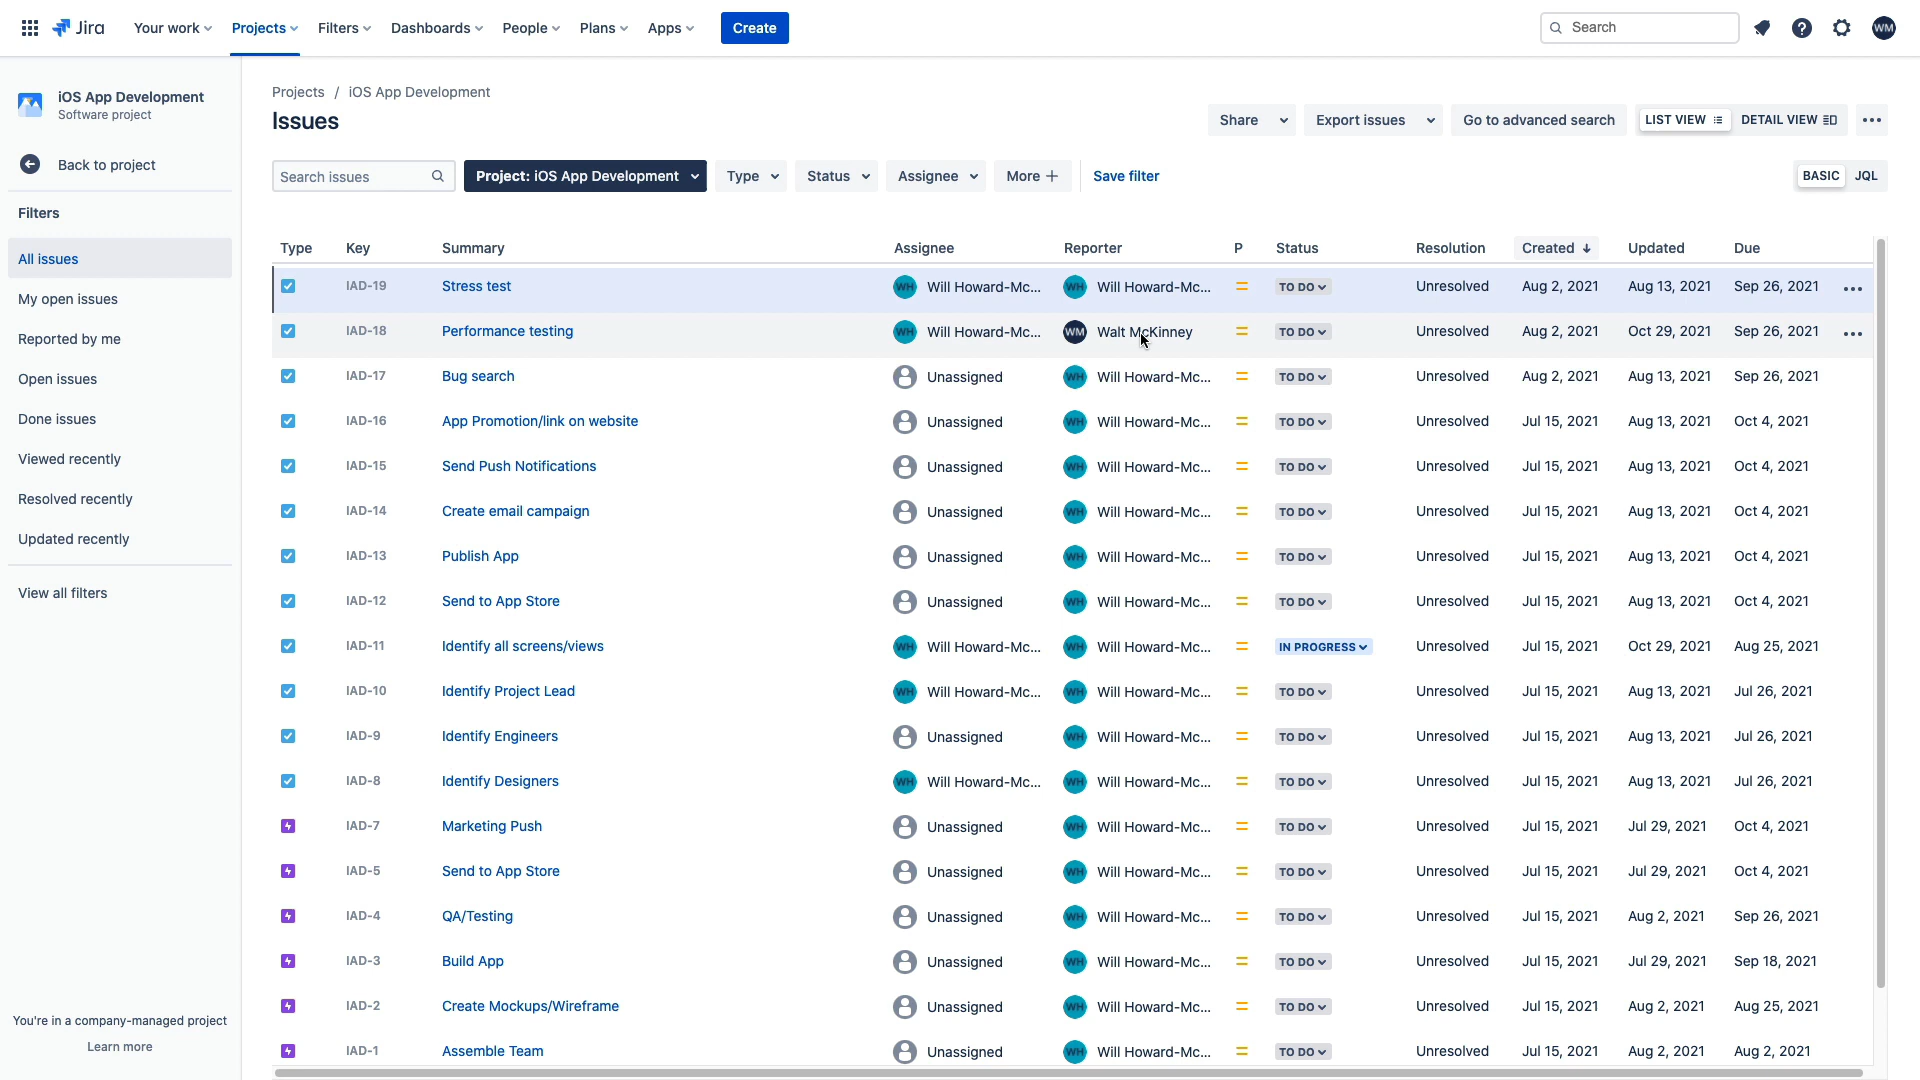 Jira Your work Projects Filters Dashboards People Plans Apps Create Search WM
iOS App Development
Software project
Back to project
Filters
All issues
My open issues
Reported by me
Open issues
Done issues
Viewed recently
Resolved recently
Updated recently
View all filters
You're in a company-managed project
Learn more
Projects / iOS App Development
Issues
Share Export issues Go to advanced search LIST VIEW DETAIL VIEW
Search issues Project: iOS App Development Type Status Assignee More Save filter BASIC JQL
Type Key Summary Assignee Reporter P Status Resolution Created Updated Due
IAD-19 Stress test WH Will Howard-Mc... WH Will Howard-Mc... TO DO Unresolved Aug 2, 2021 Aug 13, 2021 Sep 26, 2021
IAD-18 Performance testing WH Will Howard-Mc... WM Walt McKinney TO DO Unresolved Aug 2, 2021 Oct 29, 2021 Sep 26, 2021
IAD-17 Bug search Unassigned WH Will Howard-Mc... TO DO Unresolved Aug 2, 2021 Aug 13, 2021 Sep 26, 2021
IAD-16 App Promotion/link on website Unassigned WH Will Howard-Mc... TO DO Unresolved Jul 15, 2021 Aug 13, 2021 Oct 4, 2021
IAD-15 Send Push Notifications Unassigned WH Will Howard-Mc... TO DO Unresolved Jul 15, 2021 Aug 13, 2021 Oct 4, 2021
IAD-14 Create email campaign Unassigned WH Will Howard-Mc... TO DO Unresolved Jul 15, 2021 Aug 13, 2021 Oct 4, 2021
IAD-13 Publish App Unassigned WH Will Howard-Mc... TO DO Unresolved Jul 15, 2021 Aug 13, 2021 Oct 4, 2021
IAD-12 Send to App Store Unassigned WH Will Howard-Mc... TO DO Unresolved Jul 15, 2021 Aug 13, 2021 Oct 4, 2021
IAD-11 Identify all screens/views WH Will Howard-Mc... WH Will Howard-Mc... IN PROGRESS Unresolved Jul 15, 2021 Oct 29, 2021 Aug 25, 2021
IAD-10 Identify Project Lead WH Will Howard-Mc... WH Will Howard-Mc... TO DO Unresolved Jul 15, 2021 Aug 13, 2021 Jul 26, 2021
IAD-9 Identify Engineers Unassigned WH Will Howard-Mc... TO DO Unresolved Jul 15, 2021 Aug 13, 2021 Jul 26, 2021
IAD-8 Identify Designers WH Will Howard-Mc... WH Will Howard-Mc... TO DO Unresolved Jul 15, 2021 Aug 13, 2021 Jul 26, 2021
IAD-7 Marketing Push Unassigned WH Will Howard-Mc... TO DO Unresolved Jul 15, 2021 Jul 29, 2021 Oct 4, 2021
IAD-5 Send to App Store Unassigned WH Will Howard-Mc... TO DO Unresolved Jul 15, 2021 Jul 29, 2021 Oct 4, 2021
IAD-4 QA/Testing Unassigned WH Will Howard-Mc... TO DO Unresolved Jul 15, 2021 Aug 2, 2021 Sep 26, 2021
IAD-3 Build App Unassigned WH Will Howard-Mc... TO DO Unresolved Jul 15, 2021 Jul 29, 2021 Sep 18, 2021
IAD-2 Create Mockups/Wireframe Unassigned WH Will Howard-Mc... TO DO Unresolved Jul 15, 2021 Aug 2, 2021 Aug 25, 2021
IAD-1 Assemble Team Unassigned WH Will Howard-Mc... TO DO Unresolved Jul 15, 2021 Aug 2, 2021 Aug 2, 2021